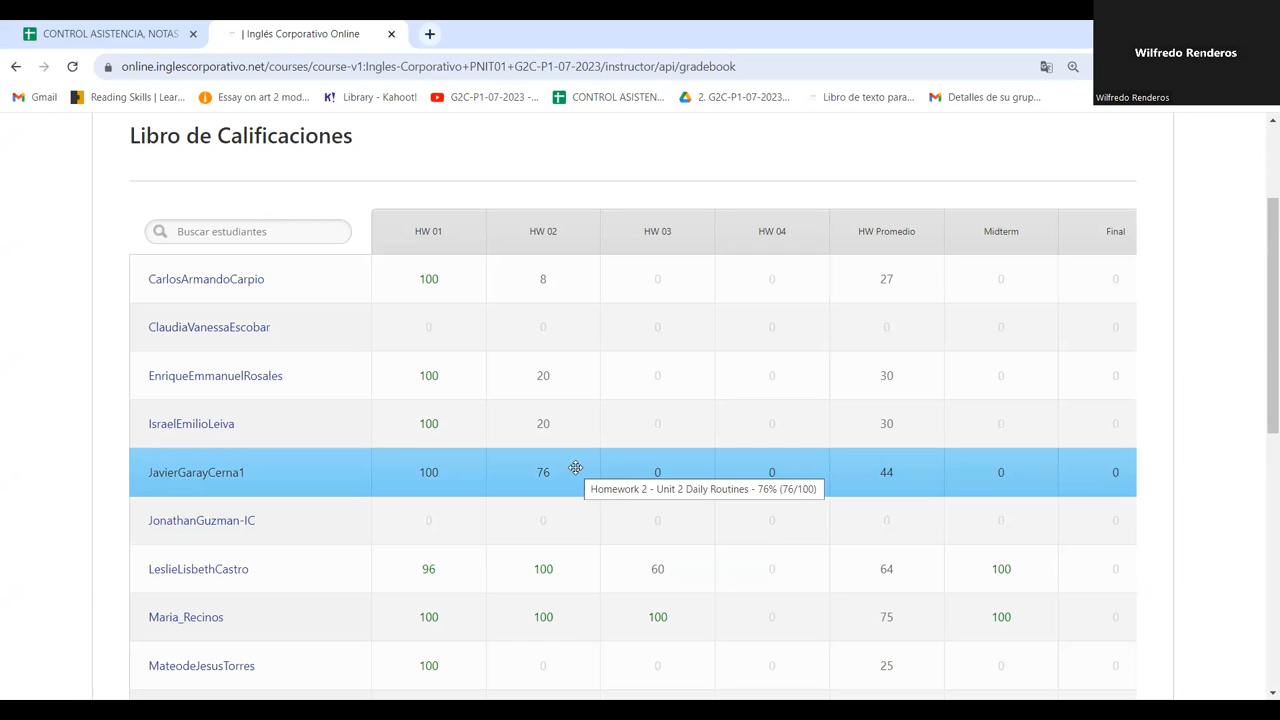 CONTROL ASISTENCIA, NOTAS
| Inglés Corporativo Online
Wilfredo Renderos
online.inglescorporativo.net/courses/course-v1:Ingles-Corporativo+PNIT01+G2C-P1-07-2023/instructor/api/gradebook
Gmail Reading Skills | Lear... Essay on art 2 mod... Library - Kahoot! G2C-P1-07-2023 -... CONTROL ASISTEN... 2. G2C-P1-07-2023... Libro de texto para... Detalles de su grup...
Wilfredo Renderos
Libro de Calificaciones
Buscar estudiantes HW 01 HW 02 HW 03 HW 04 HW Promedio Midterm Final
CarlosArmandoCarpio 100 8 0 0 27 0 0
ClaudiaVanessaEscobar 0 0 0 0 0 0 0
EnriqueEmmanuelRosales 100 20 0 0 30 0 0
IsraelEmilioLeiva 100 20 0 0 30 0 0
JavierGarayCerna1 100 76 0 0 44 0 0
Homework 2 - Unit 2 Daily Routines - 76% (76/100)
JonathanGuzman-IC 0 0 0 0 0 0 0
LeslieLisbethCastro 96 100 60 0 64 100 0
Maria_Recinos 100 100 100 0 75 100 0
MateodeJesusTorres 100 0 0 0 25 0 0